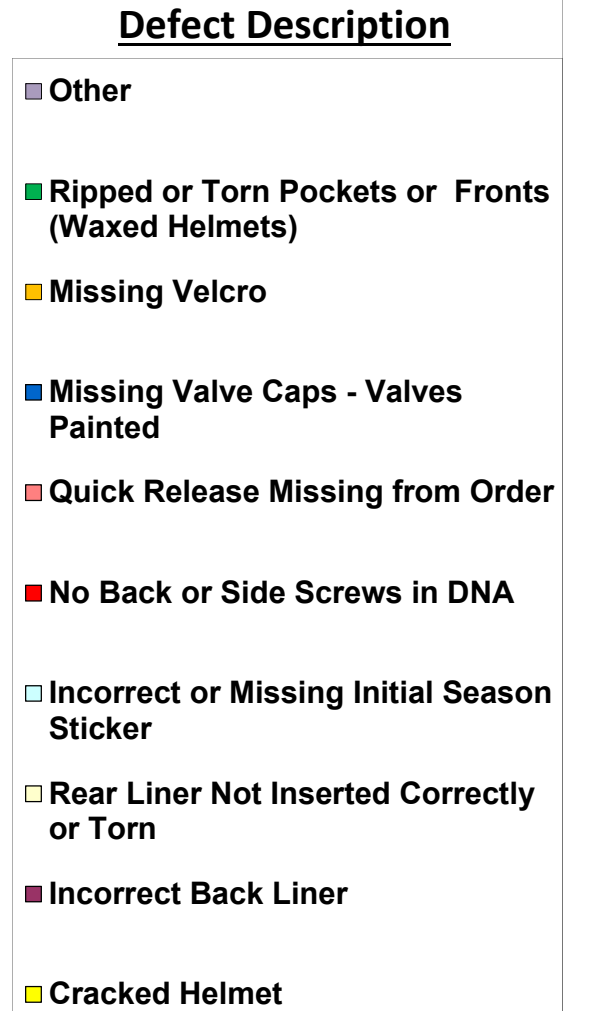 Defect Description
Other
Ripped or Torn Pockets or  Fronts
(Waxed Helmets)
Missing Velcro
Missing Valve Caps - Valves
Painted
Quick Release Missing from Order
No Back or Side Screws in DNA
Incorrect or Missing Initial Season
Sticker
Rear Liner Not Inserted Correctly
or Torn
Incorrect Back Liner
Cracked Helmet